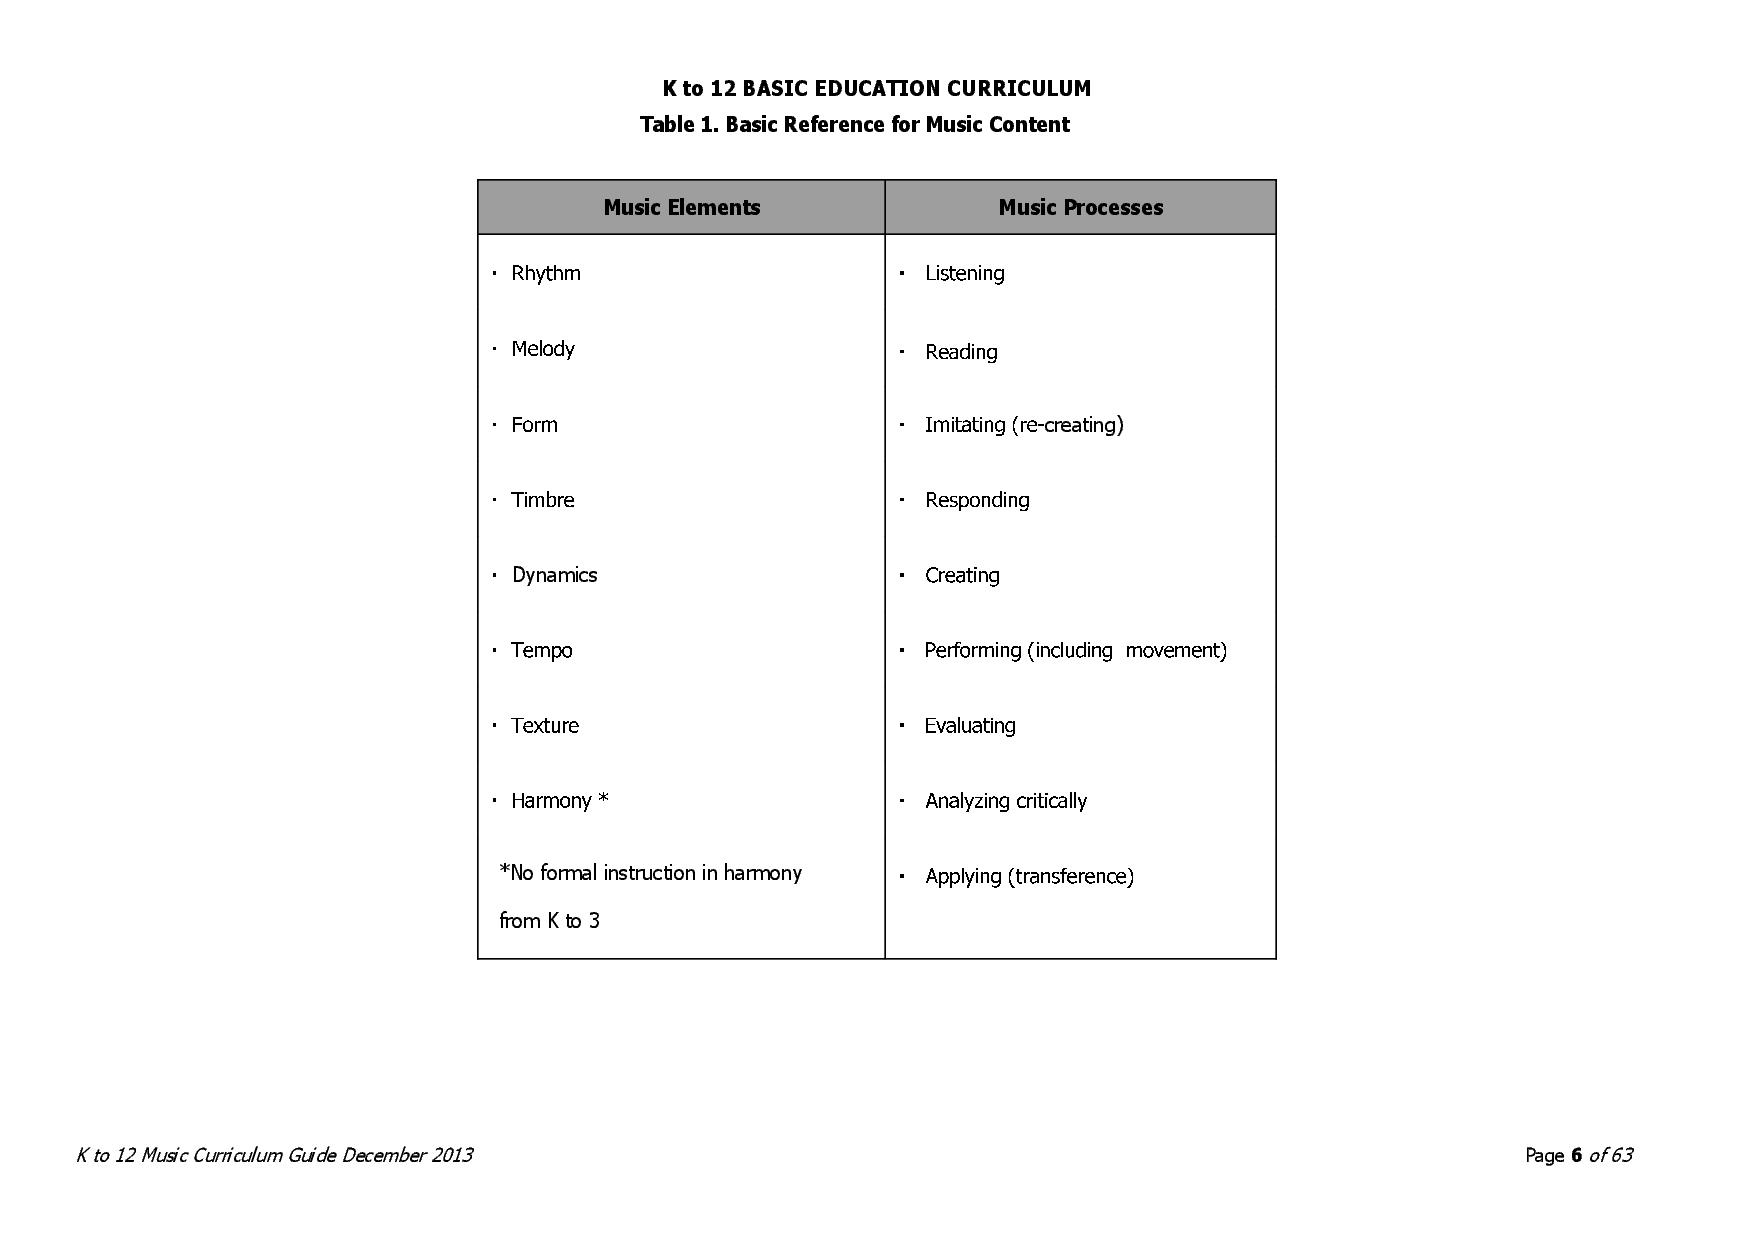 K to 12 BASIC EDUCATION CURRICULUM
Table 1. Basic Reference for Music Content
Music Elements
Music Processes
· Rhythm
· Melody
· Form
· Timbre
· Dynamics
· Tempo
· Texture
· Harmony *
*No formal instruction in harmony
from K to 3
· Listening
· Reading
· Imitating (re-creating)
· Responding
· Creating
· Performing (including movement)
· Evaluating
· Analyzing critically
· Applying (transference)
K to 12 Music Curriculum Guide December 2013
Page 6 of 63